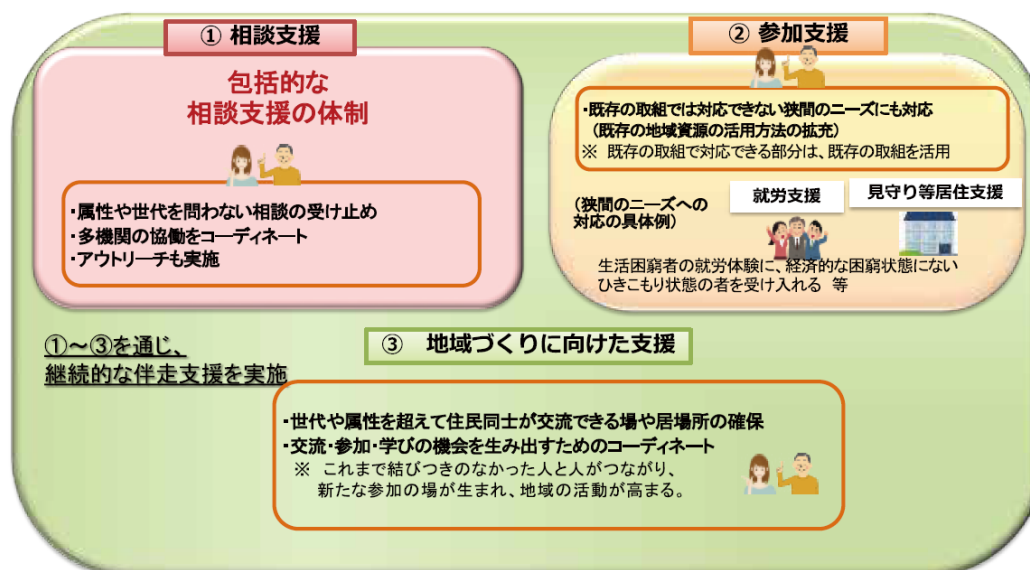 ① 相談支援
包括的な
相談支援の体制
・属性や世代を問わない相談の受け止め
・多機関の協働をコーディネート
・アウトリーチも実施
② 参加支援
・既存の取組では対応できない狭間のニーズにも対応
（既存の地域資源の活用方法の拡充）
※ 既存の取組で対応できる部分は、既存の取組を活用
（狭間のニーズへの
対応の具体例）
就労支援
見守り等居住支援
生活困窮者の就労体験に、経済的な困窮状態にない
ひきこもり状態の者を受け入れる 等
①～③を通じ、
継続的な伴走支援を実施
③ 地域づくりに向けた支援
・世代や属性を超えて住民同士が交流できる場や居場所の確保
・交流・参加・学びの機会を生み出すためのコーディネート
※ これまで結びつきのなかった人と人がつながり、
新たな参加の場が生まれ、地域の活動が高まる。